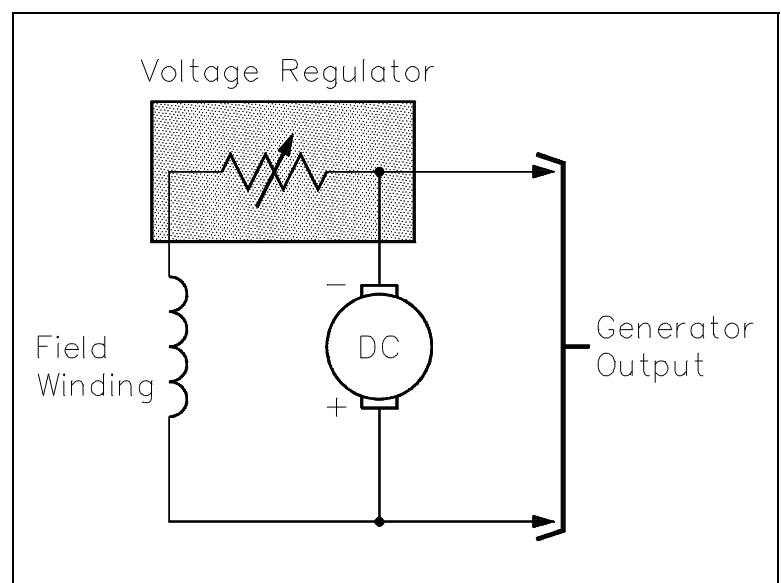 Voltage Regulator
−
DC
+
Field
Winding
Generator
Output